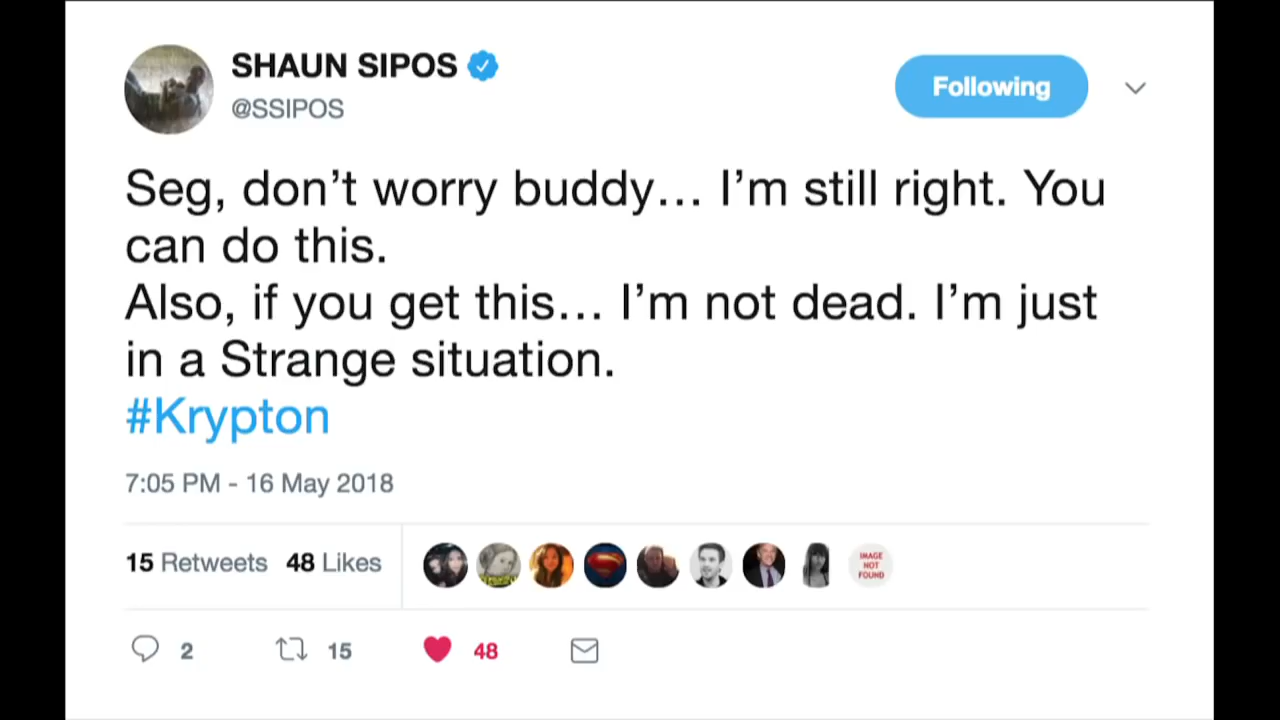 SHAUN SIPOS
@SSIPOS
Following
Seg, don’t worry buddy… I’m still right. You
can do this.
Also, if you get this… I’m not dead. I’m just
in a Strange situation.
#Krypton
7:05 PM - 16 May 2018
15 Retweets 48 Likes
IMAGE
NOT
FOUND
2 15 48